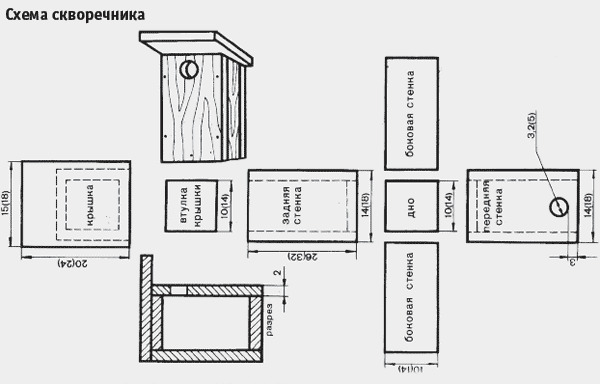 Схема скворечника
15(18)
крышка
20(24)
втулка
крышки
10(14)
задняя
стенка
14(18)
26(32)
2
разрез
боковая стенка
дно
10(14)
боковая стенка
10(14)
3,2(5)
передняя
стенка
14(18)
3